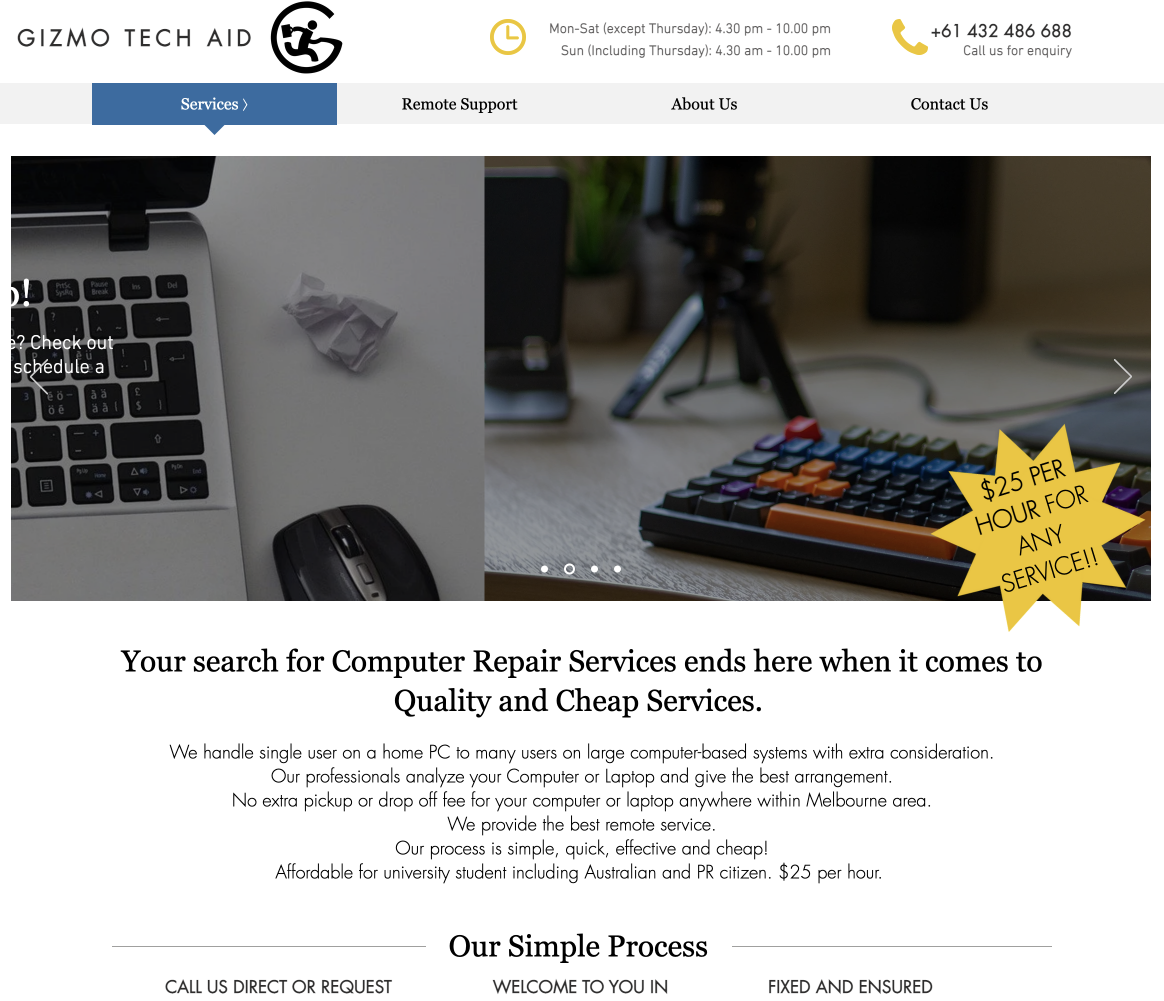 GIZMO TECH AID
Mon-Sat (except Thursday): 4.30 pm - 10.00 pm
Sun (Including Thursday): 4.30 am - 10.00 pm
+61 432 486 688
Call us for enquiry
Services 〉
Remote Support
About Us
Contact Us
o!
e? Check out
schedule a
$25 PER
HOUR FOR
ANY
SERVICE!!
Your search for Computer Repair Services ends here when it comes to
Quality and Cheap Services.
We handle single user on a home PC to many users on large computer-based systems with extra consideration.
Our professionals analyze your Computer or Laptop and give the best arrangement.
No extra pickup or drop off fee for your computer or laptop anywhere within Melbourne area.
We provide the best remote service.
Our process is simple, quick, effective and cheap!
Affordable for university student including Australian and PR citizen. $25 per hour.
Our Simple Process
CALL US DIRECT OR REQUEST
WELCOME TO YOU IN
FIXED AND ENSURED